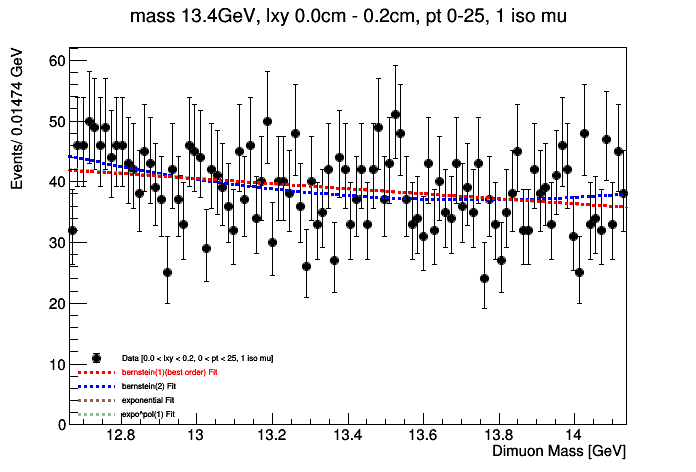 mass 13.4GeV, lxy 0.0cm - 0.2cm, pt 0-25, 1 iso mu
Events/ 0.01474 GeV
60
50
40
30
20
10
0
Data [0.0 < lxy < 0.2, 0 < pt < 25, 1 iso mu]
bernstein(1)(best order) Fit
bernstein(2) Fit
exponential Fit
expo*pol(1) Fit
12.8 13 13.2 13.4 13.6 13.8 14
Dimuon Mass [GeV]